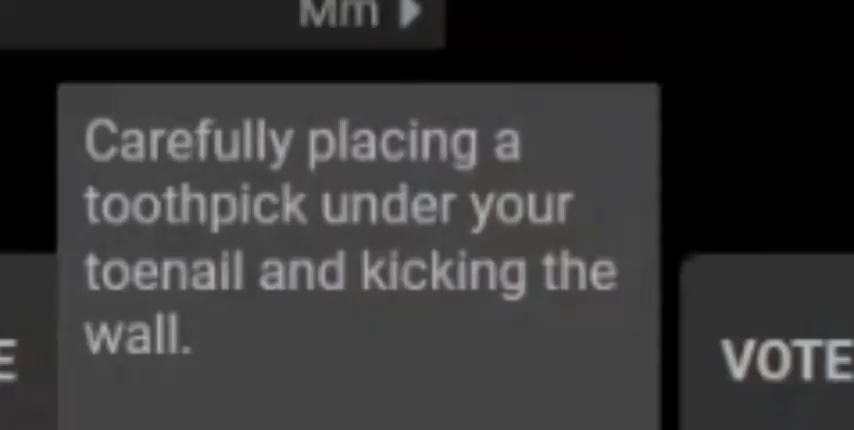 Mm
Carefully placing a
toothpick under your
toenail and kicking the
wall.
E
VOTE